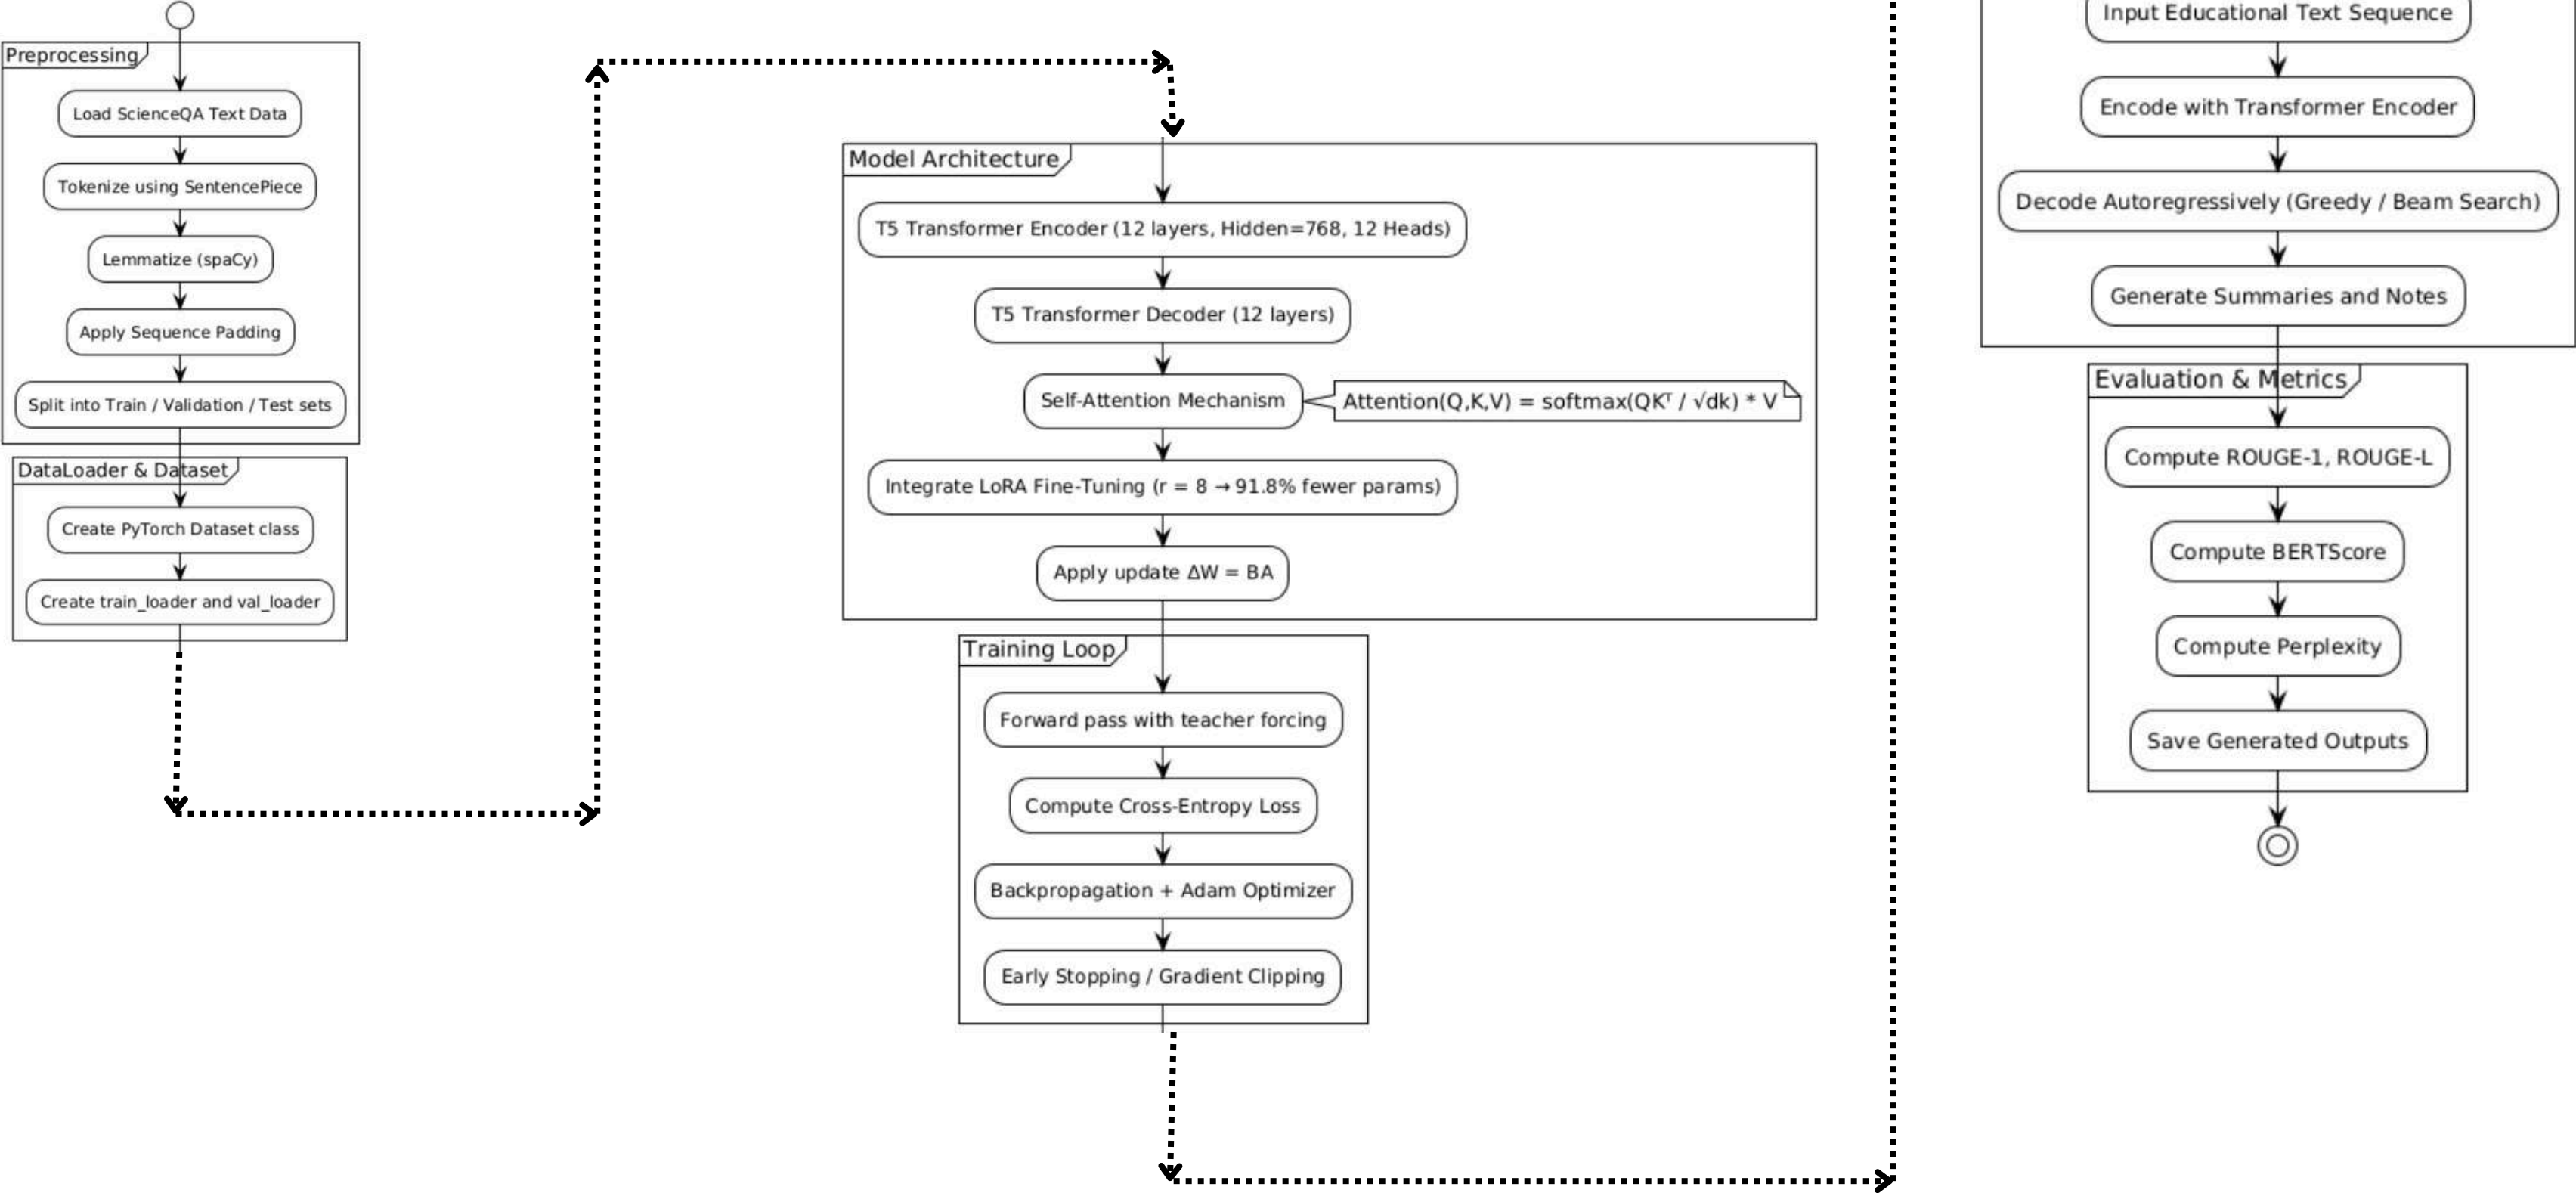 Preprocessing
Load ScienceQA Text Data
Tokenize using SentencePiece
Lemmatize (spaCy)
Apply Sequence Padding
Split into Train / Validation / Test sets
DataLoader & Dataset
Create PyTorch Dataset class
Create train_loader and val_loader
Model Architecture
T5 Transformer Encoder (12 layers, Hidden=768, 12 Heads)
T5 Transformer Decoder (12 layers)
Self-Attention Mechanism
Attention(Q,K,V) = softmax(QKᵀ / √dk) * V
Integrate LoRA Fine-Tuning (r = 8 → 91.8% fewer params)
Apply update ΔW = BA
Training Loop
Forward pass with teacher forcing
Compute Cross-Entropy Loss
Backpropagation + Adam Optimizer
Early Stopping / Gradient Clipping
Input Educational Text Sequence
Encode with Transformer Encoder
Decode Autoregressively (Greedy / Beam Search)
Generate Summaries and Notes
Evaluation & Metrics
Compute ROUGE-1, ROUGE-L
Compute BERTScore
Compute Perplexity
Save Generated Outputs